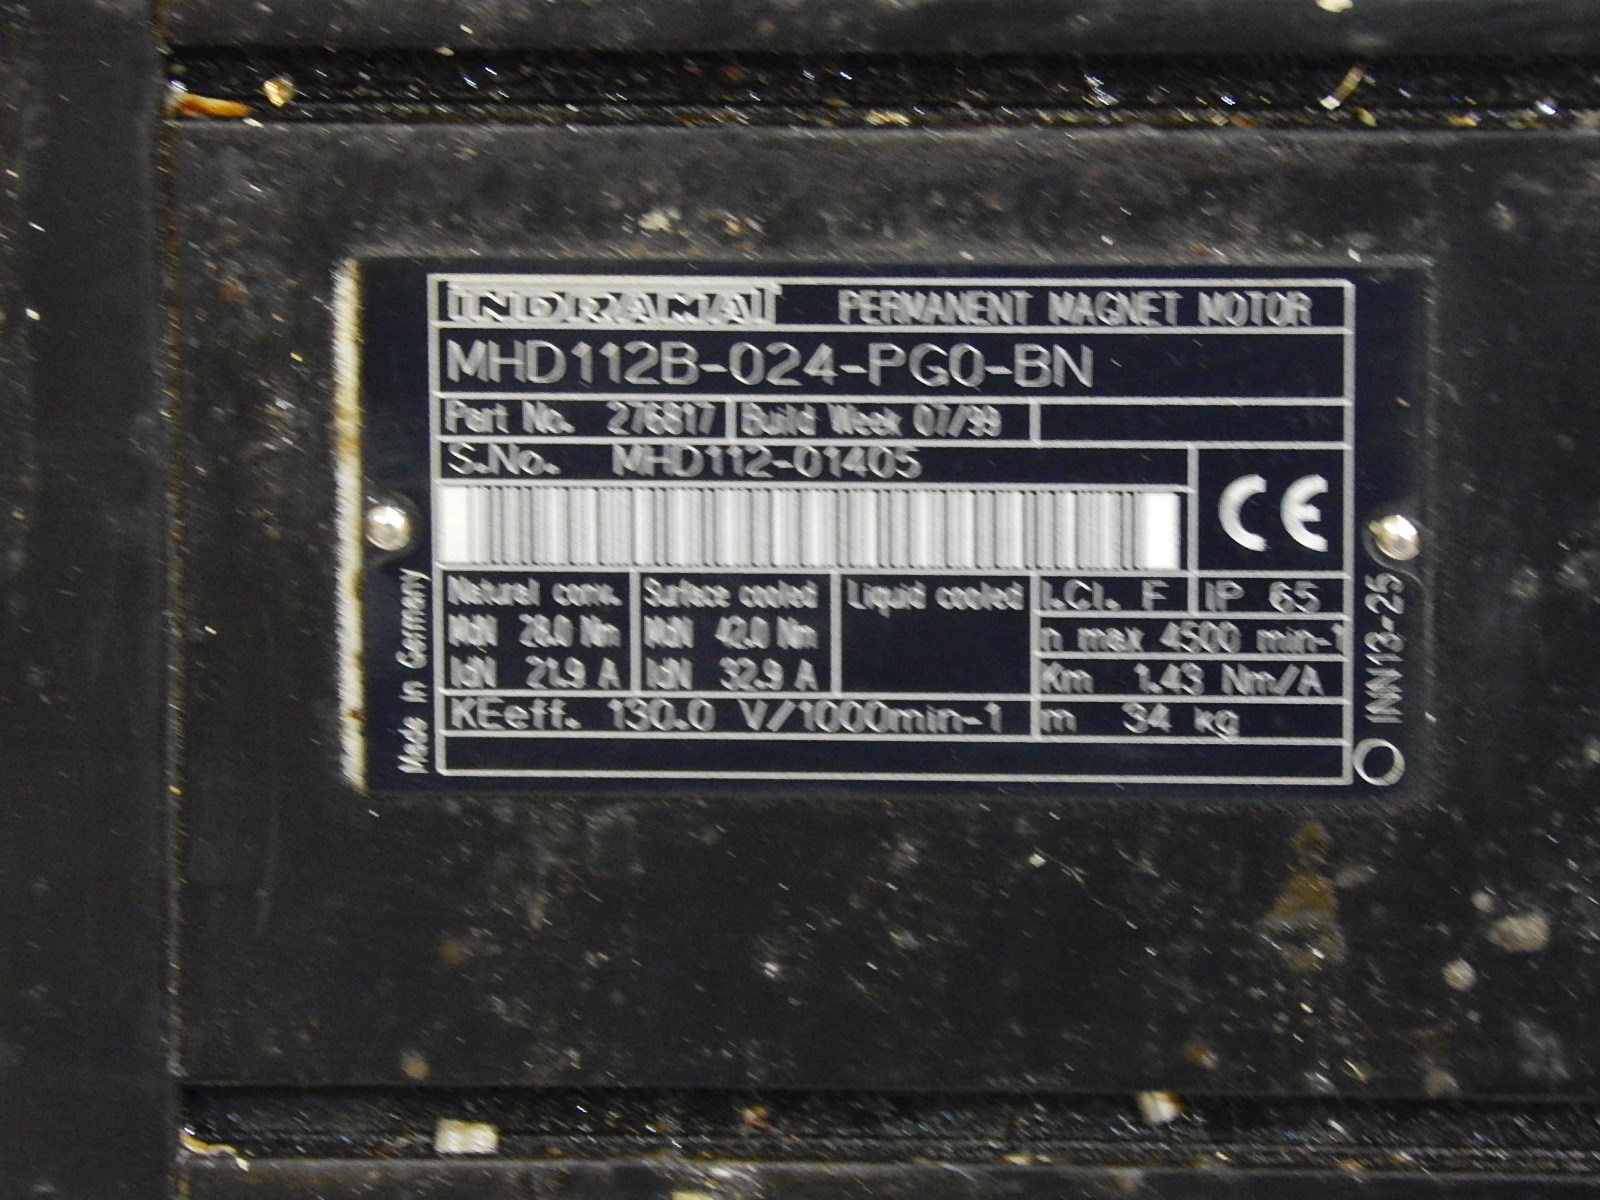 INDRAMAT PERMANENT MAGNET MOTOR
MHD112B-024-PG0-BN
Part No. 276817 Build Week 07/99
S.No. MHD112-01405
CE
Natural conv. Surface cooled Liquid cooled I.Cl. F IP 65
MdN 28.0 Nm MdN 42.0 Nm n max 4500 min-1
IdN 21.9 A IdN 32.9 A Km 1.43 Nm/A
KEeff. 130.0 V/1000min-1 m 34 kg
Made in Germany
INN13-25